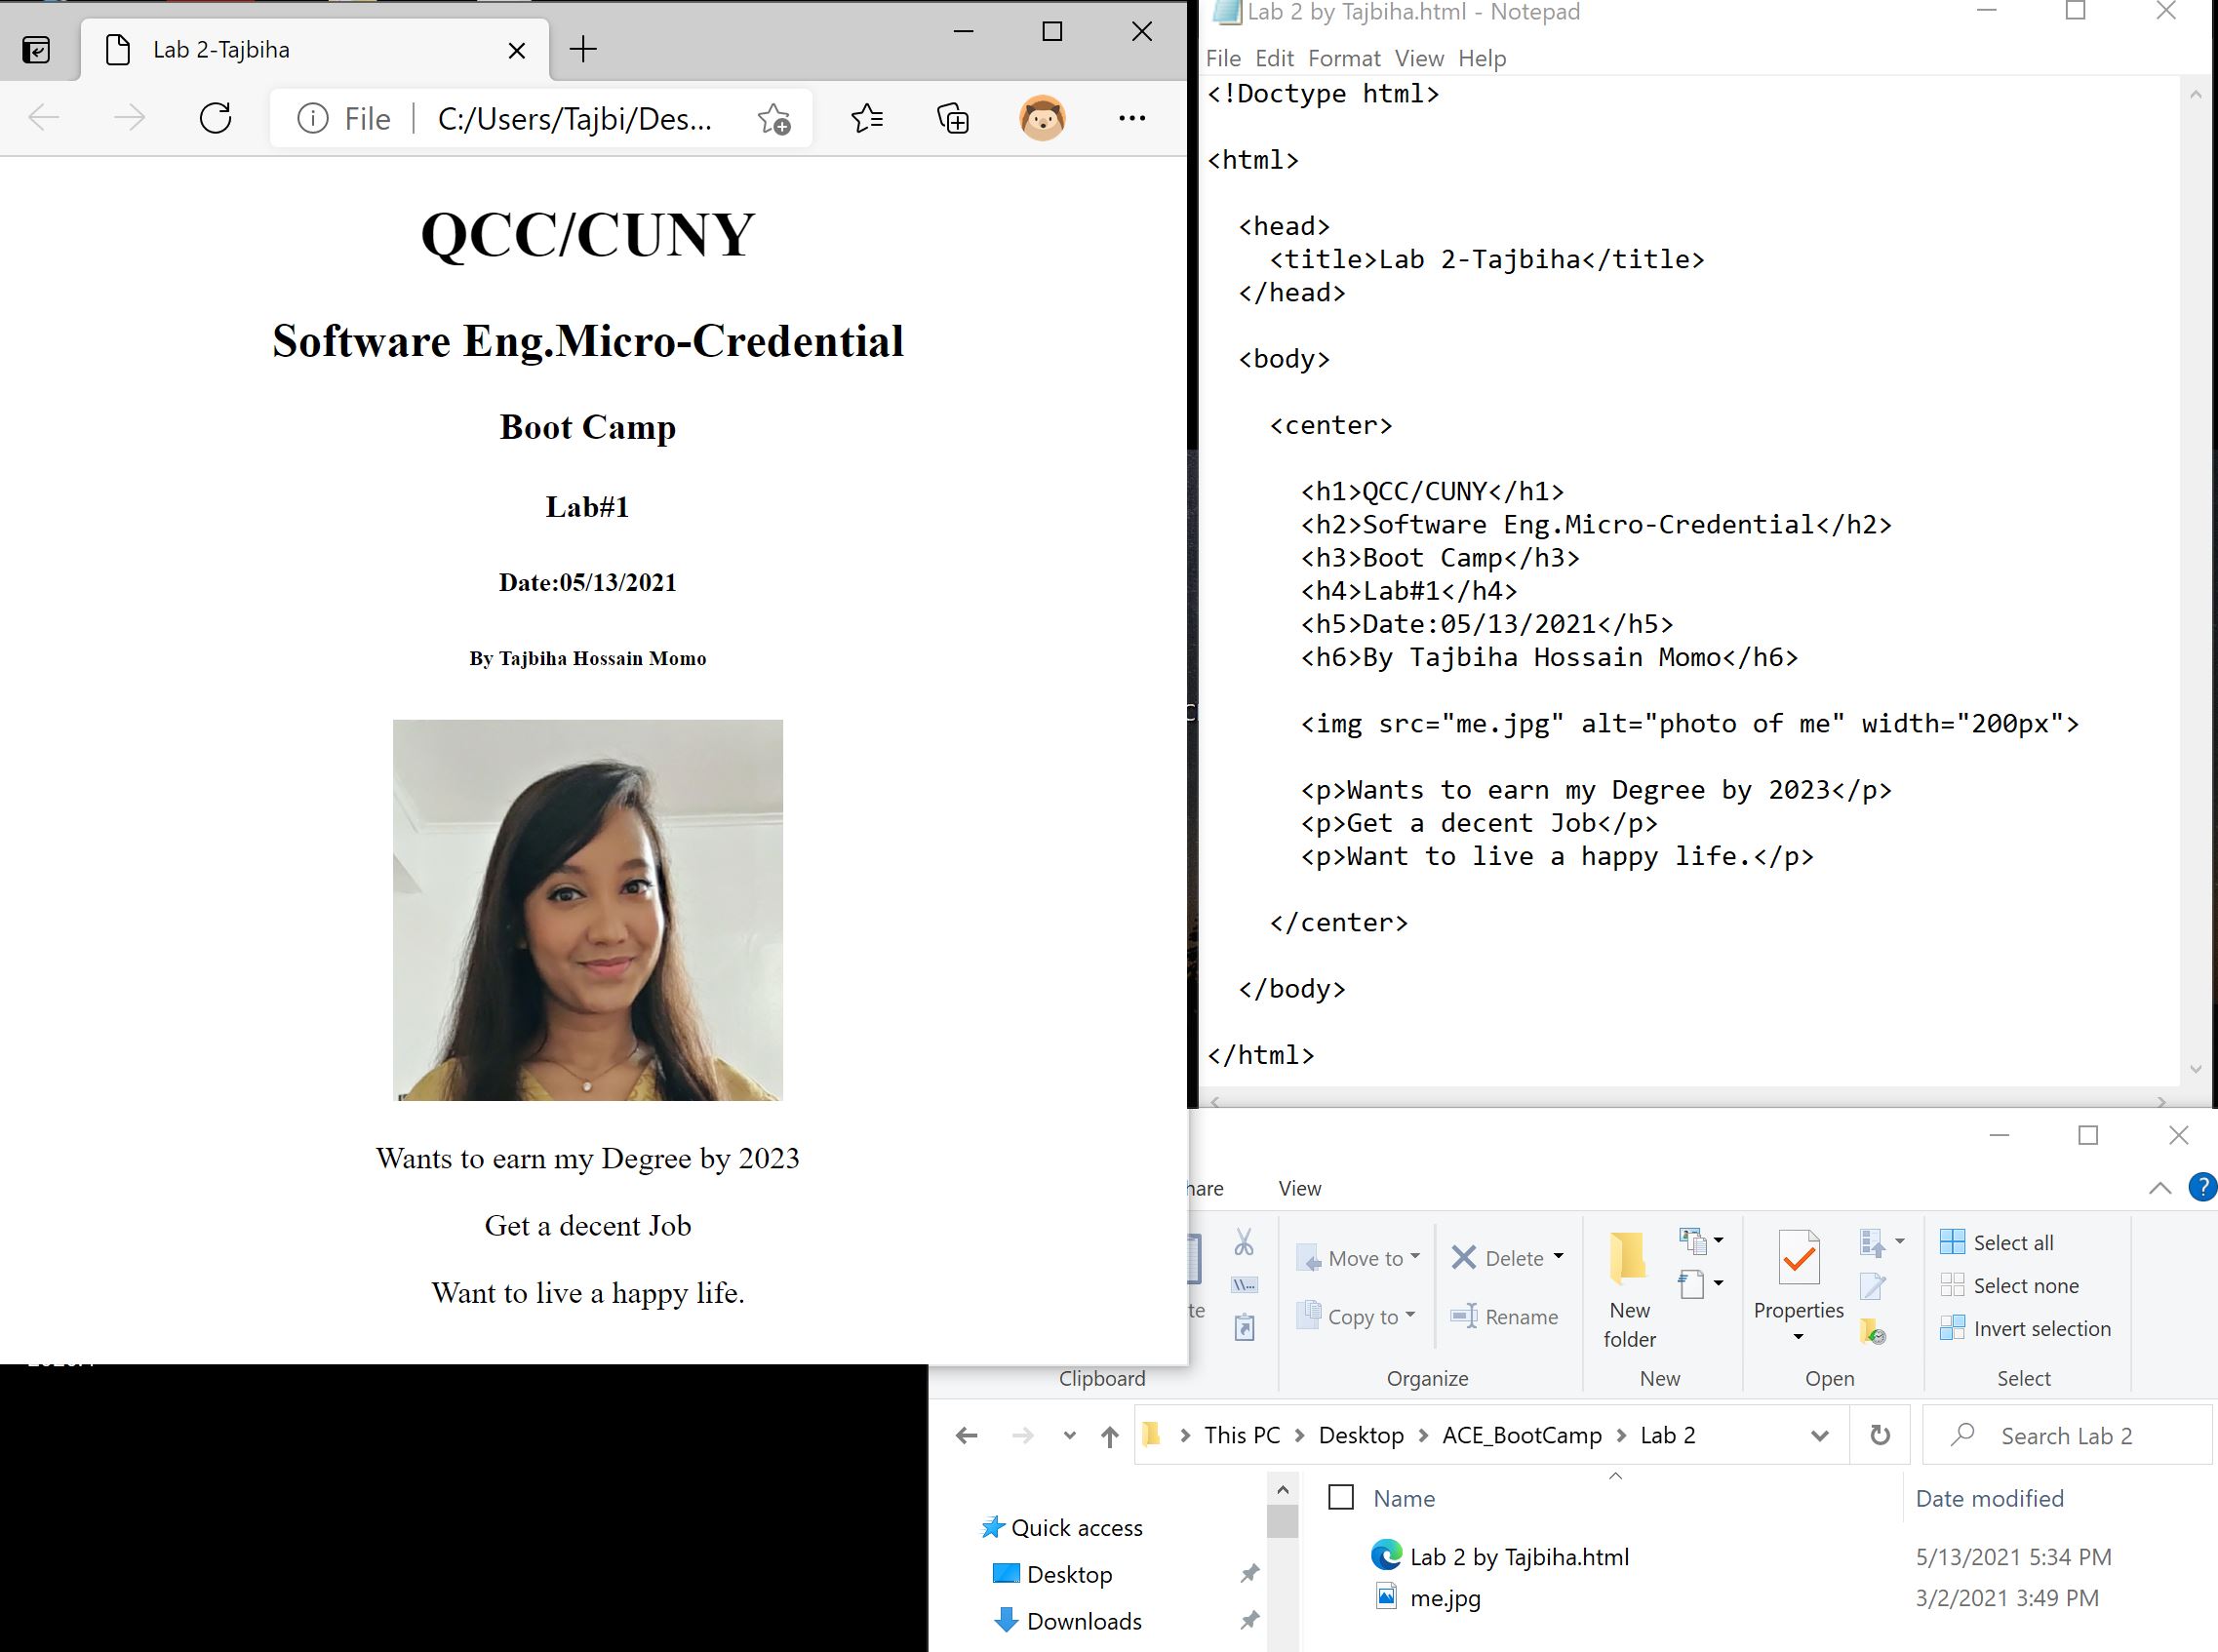 Lab 2-Tajbiha
File
C:/Users/Tajbi/Des...
QCC/CUNY
Software Eng.Micro-Credential
Boot Camp
Lab#1
Date:05/13/2021
By Tajbiha Hossain Momo
Wants to earn my Degree by 2023
Get a decent Job
Want to live a happy life.
Lab 2 by Tajbiha.html - Notepad
File Edit Format View Help
<!Doctype html>
<html>
<head>
<title>Lab 2-Tajbiha</title>
</head>
<body>
<center>
<h1>QCC/CUNY</h1>
<h2>Software Eng.Micro-Credential</h2>
<h3>Boot Camp</h3>
<h4>Lab#1</h4>
<h5>Date:05/13/2021</h5>
<h6>By Tajbiha Hossain Momo</h6>
<img src="me.jpg" alt="photo of me" width="200px">
<p>Wants to earn my Degree by 2023</p>
<p>Get a decent Job</p>
<p>Want to live a happy life.</p>
</center>
</body>
</html>
hare View
Move to
Copy to
Delete
Rename
New
folder
Properties
Select all
Select none
Invert selection
Clipboard Organize New Open Select
This PC > Desktop > ACE_BootCamp > Lab 2
Search Lab 2
Name Date modified
Quick access
Desktop
Downloads
Lab 2 by Tajbiha.html 5/13/2021 5:34 PM
me.jpg 3/2/2021 3:49 PM